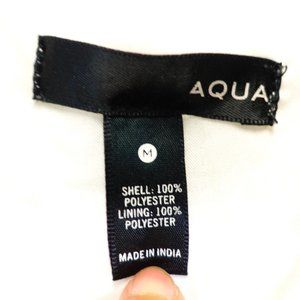 AQUA
M
SHELL: 100%
POLYESTER
LINING: 100%
POLYESTER
MADE IN INDIA